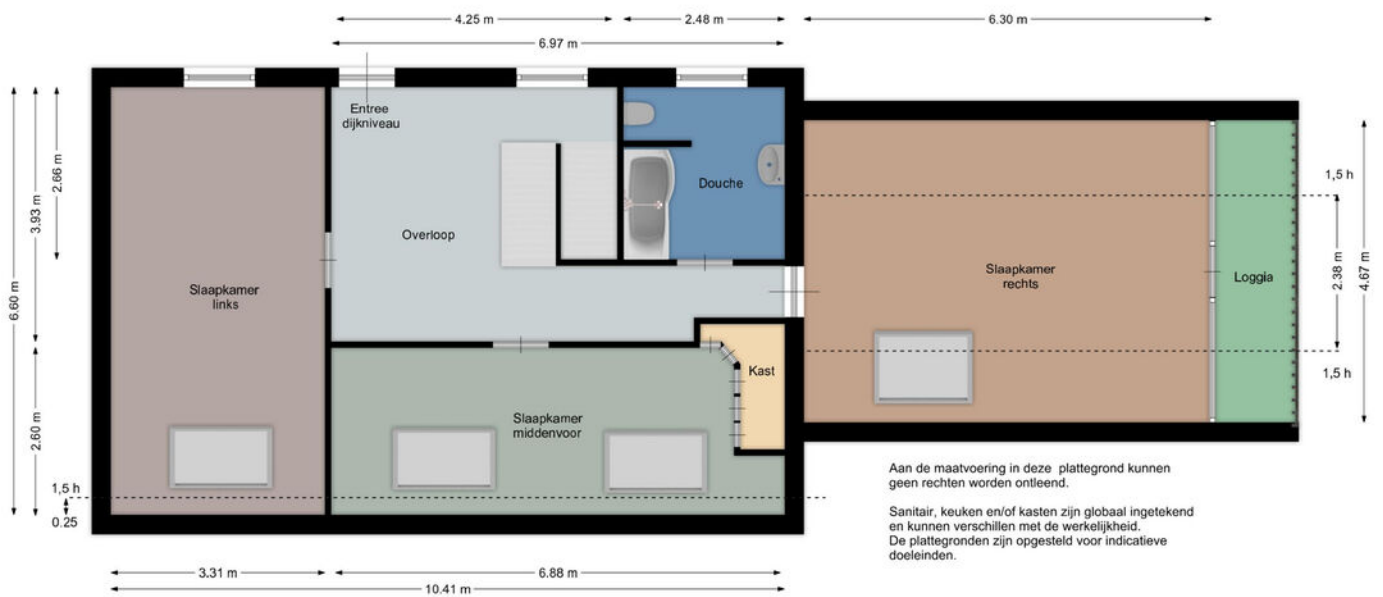 4.25 m
2.48 m
6.30 m
6.97 m
Entree
dijkniveau
2.66 m
3.93 m
6.60 m
2.60 m
Douche
Overloop
Slaapkamer
links
Slaapkamer
rechts
Loggia
1,5 h
2.38 m
4.67 m
1,5 h
Kast
Slaapkamer
middenvoor
1,5 h
0.25
Aan de maatvoering in deze plattegrond kunnen
geen rechten worden ontleend.
Sanitair, keuken en/of kasten zijn globaal ingetekend
en kunnen verschillen met de werkelijkheid.
De plattegronden zijn opgesteld voor indicatieve
doeleinden.
3.31 m
6.88 m
10.41 m